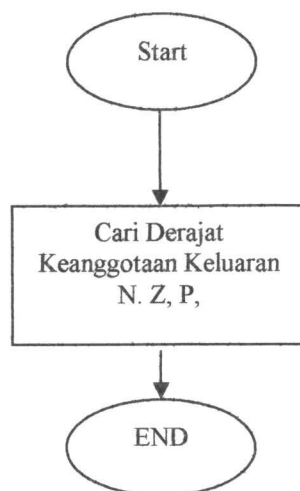 Start
Cari Derajat
Keanggotaan Keluaran
N. Z, P,
END